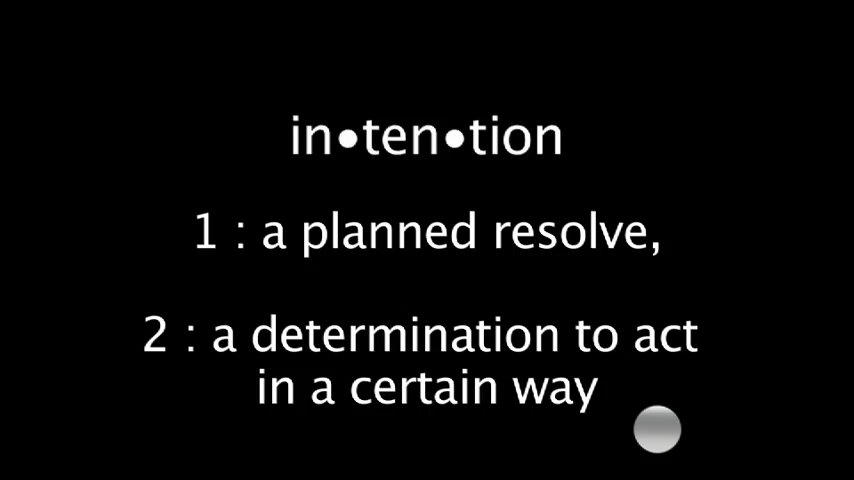 in•ten•tion
1 : a planned resolve,
2 : a determination to act
in a certain way